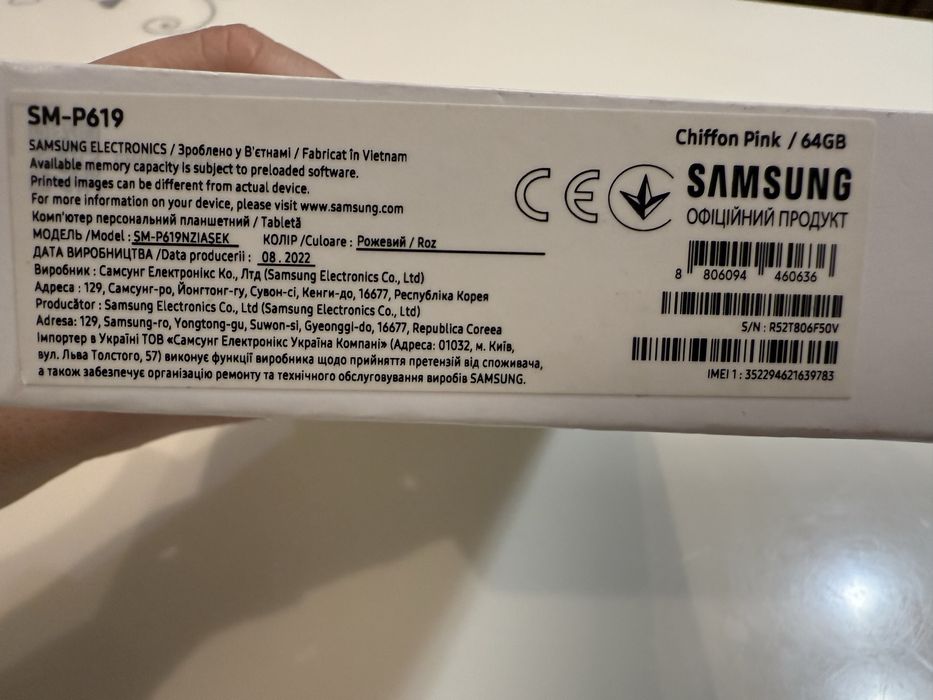 SM-P619
SAMSUNG ELECTRONICS / Зроблено у В'єтнамі / Fabricat în Vietnam
Available memory capacity is subject to preloaded software.
Printed images can be different from actual device.
For more information on your device, please visit www.samsung.com
Комп'ютер персональний планшетний / Tabletă
МОДЕЛЬ /Model : SM-P619NZIASEK КОЛІР /Culoare : Рожевий / Roz
ДАТА ВИРОБНИЦТВА /Data producerii : 08 . 2022
Виробник : Самсунг Електронікс Ко., Лтд (Samsung Electronics Co., Ltd)
Адреса : 129, Самсунг-ро, Йонгтонг-гу, Сувон-сі, Кенги-до, 16677, Республіка Корея
Producător : Samsung Electronics Co., Ltd (Samsung Electronics Co., Ltd)
Adresa: 129, Samsung-ro, Yongtong-gu, Suwon-si, Gyeonggi-do, 16677, Republica Coreea
Імпортер в Україні ТОВ «Самсунг Електронікс Україна Компані» (Адреса: 01032, м. Київ,
вул. Льва Толстого, 57) виконує функції виробника щодо прийняття претензій від споживача,
а також забезпечує організацію ремонту та технічного обслуговування виробів SAMSUNG.
Chiffon Pink / 64GB
CE
SAMSUNG
ОФІЦІЙНИЙ ПРОДУКТ
8 806094 460636
S/N : R52T806F50V
IMEI 1 : 352294621639783